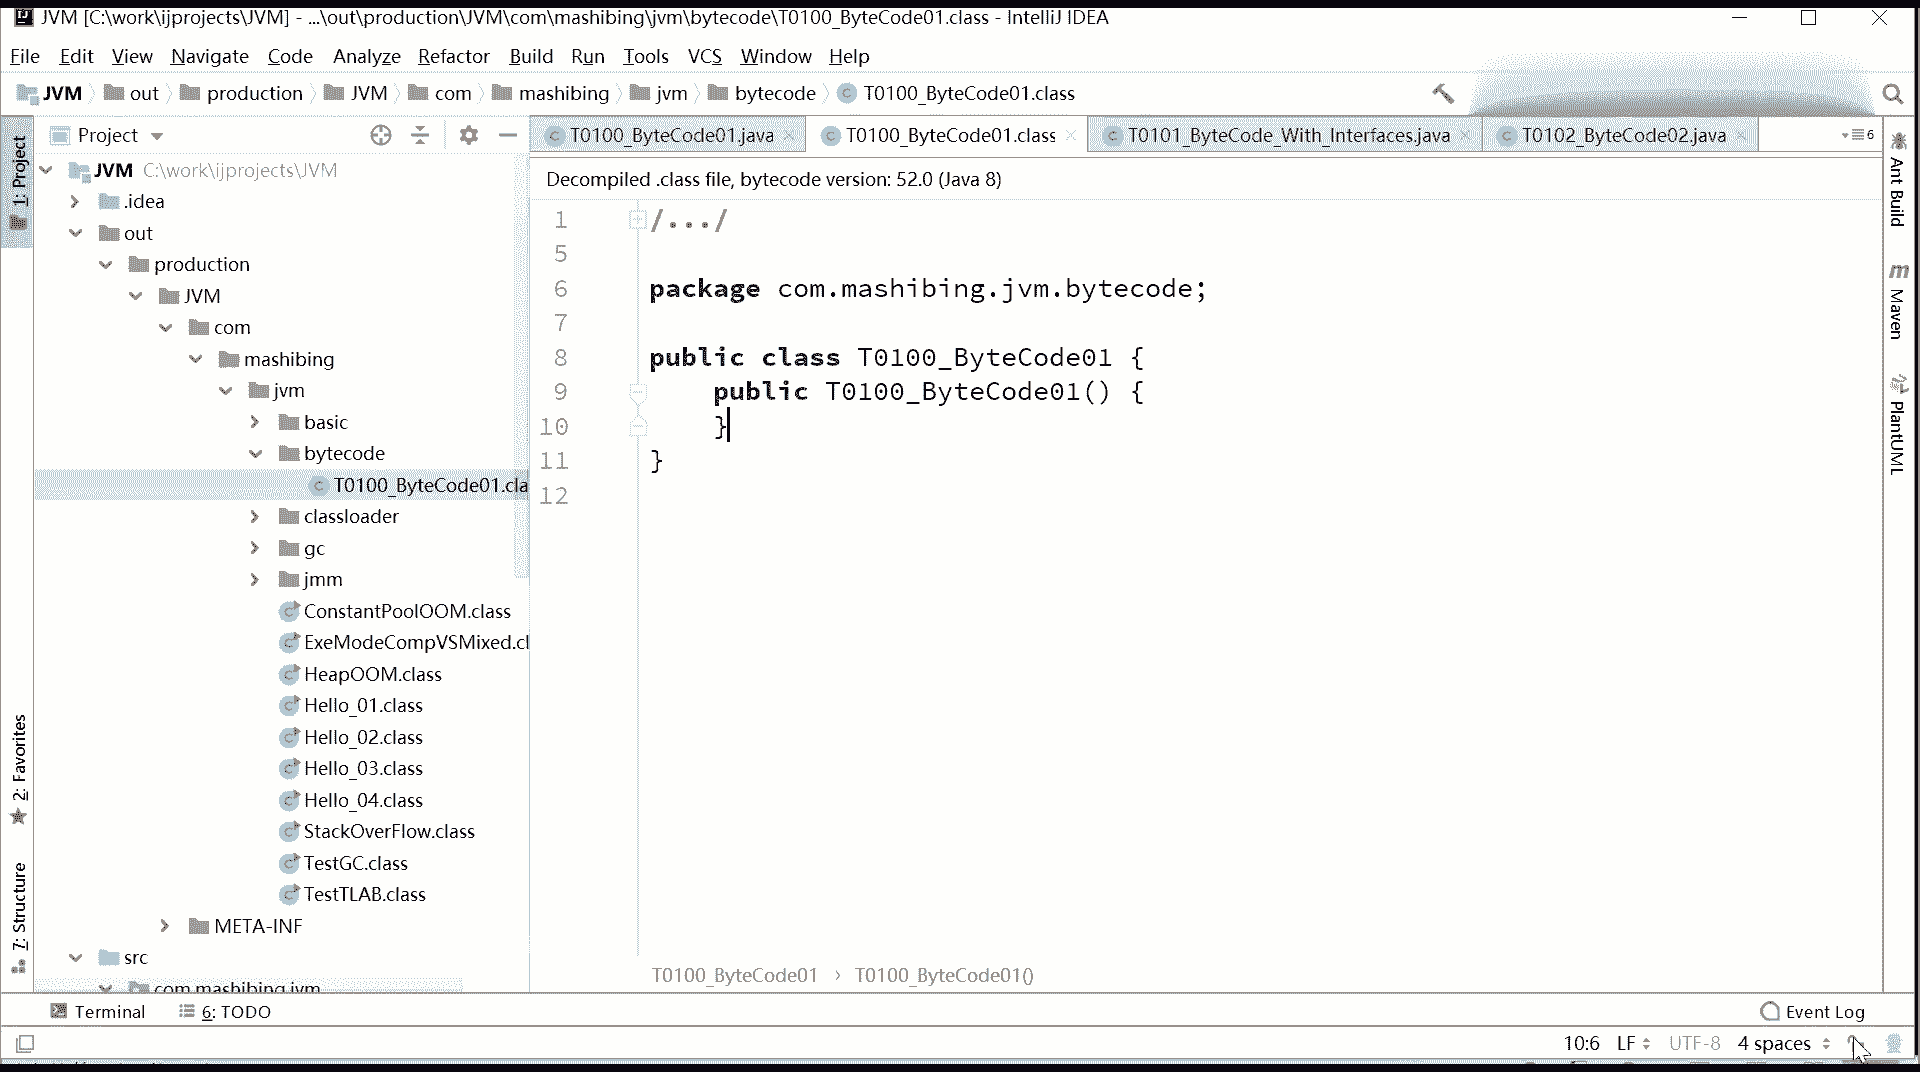 JVM [C:\work\ijprojects\JVM] - ...\out\production\JVM\com\mashibing\jvm\bytecode\T0100_ByteCode01.class - IntelliJ IDEA
File Edit View Navigate Code Analyze Refactor Build Run Tools VCS Window Help
JVM out production JVM com mashibing jvm bytecode T0100_ByteCode01.class
1: Project
Project
T0100_ByteCode01.java T0100_ByteCode01.class T0101_ByteCode_With_Interfaces.java T0102_ByteCode02.java 6
JVM C:\work\ijprojects\JVM
.idea
out
production
JVM
com
mashibing
jvm
basic
bytecode
T0100_ByteCode01.cla
classloader
gc
jmm
ConstantPoolOOM.class
ExeModeCompVSMixed.cl
HeapOOM.class
Hello_01.class
Hello_02.class
Hello_03.class
Hello_04.class
StackOverFlow.class
TestGC.class
TestTLAB.class
META-INF
src
com.mashibing.jvm
Decompiled .class file, bytecode version: 52.0 (Java 8)
1 /.../
5
6 package com.mashibing.jvm.bytecode;
7
8 public class T0100_ByteCode01 {
9 public T0100_ByteCode01() {
10 }
11 }
12
T0100_ByteCode01 › T0100_ByteCode01()
Ant Build
m Maven
PlantUML
2: Favorites
7: Structure
Terminal 6: TODO Event Log
10:6 LF UTF-8 4 spaces